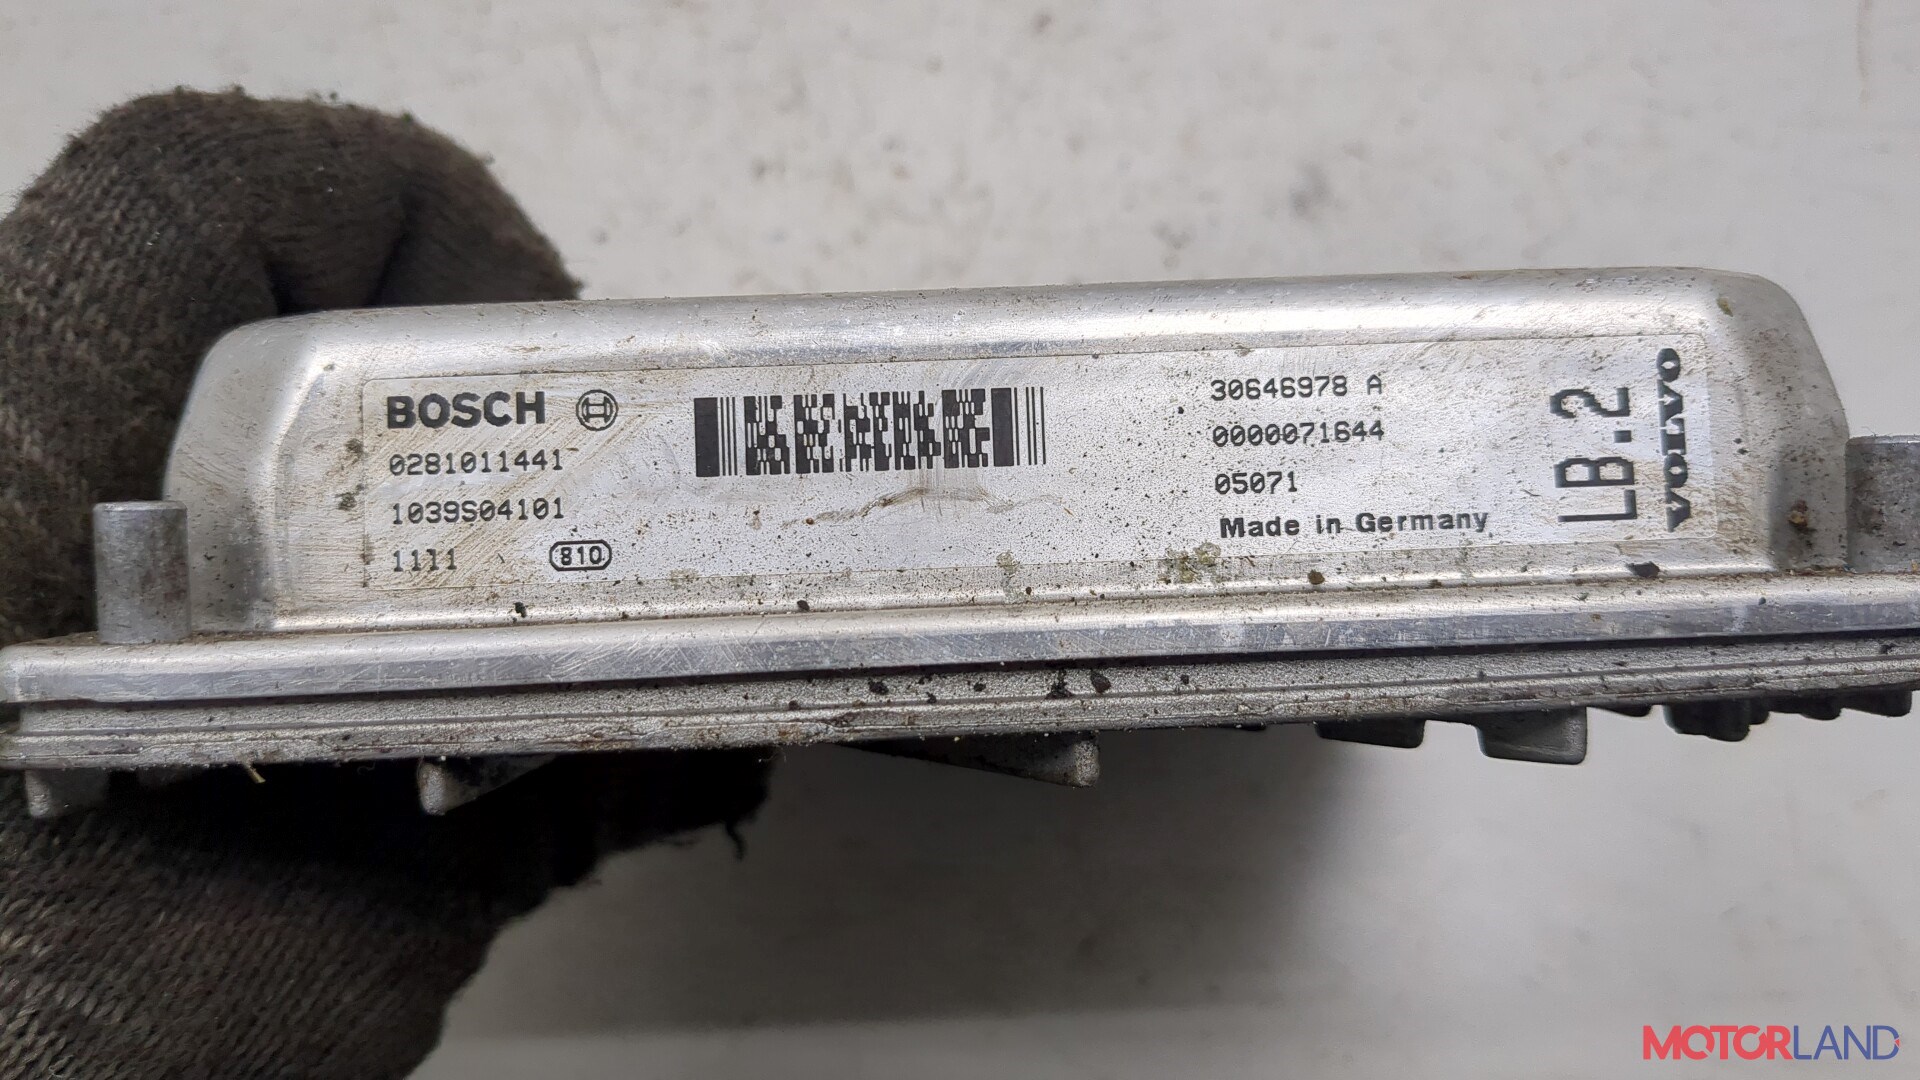 BOSCH
0281011441
1039S04101
1111
810
30646978 A
0000071644
05071
Made in Germany
LB.2
VOLVO
MOTORLAND